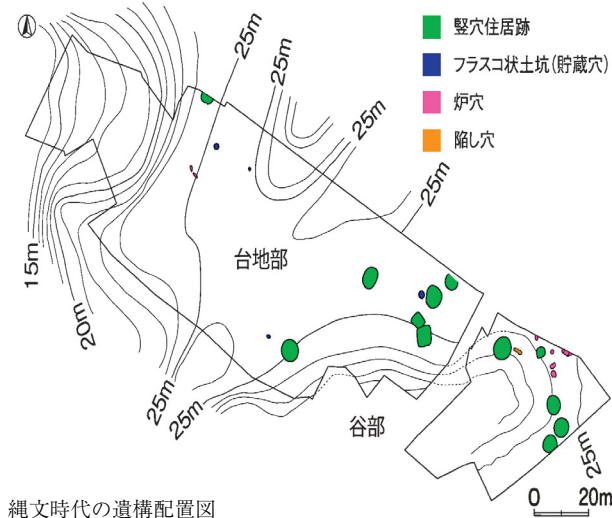 竪穴住居跡
フラスコ状土坑(貯蔵穴)
炉穴
陥し穴
25m
25m
25m
25m
15m
20m
台地部
25m
25m
谷部
25m
縄文時代の遺構配置図
0 20m